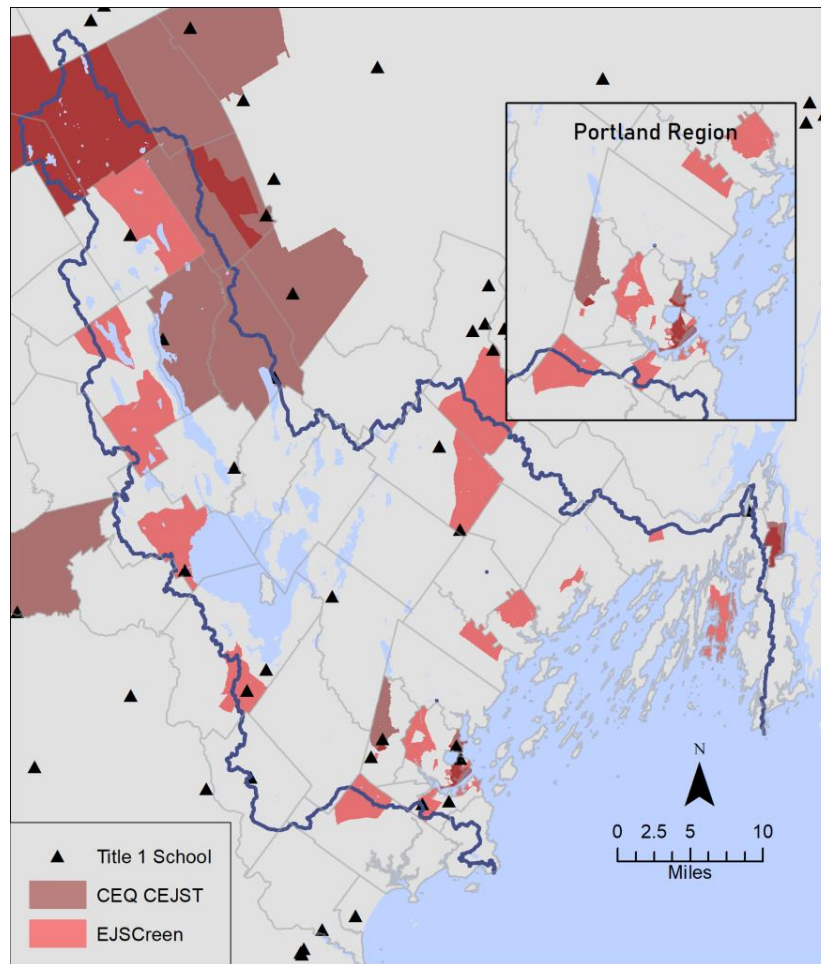 Portland Region
N
0 2.5 5 10
Miles
Title 1 School
CEQ CEJST
EJSCreen